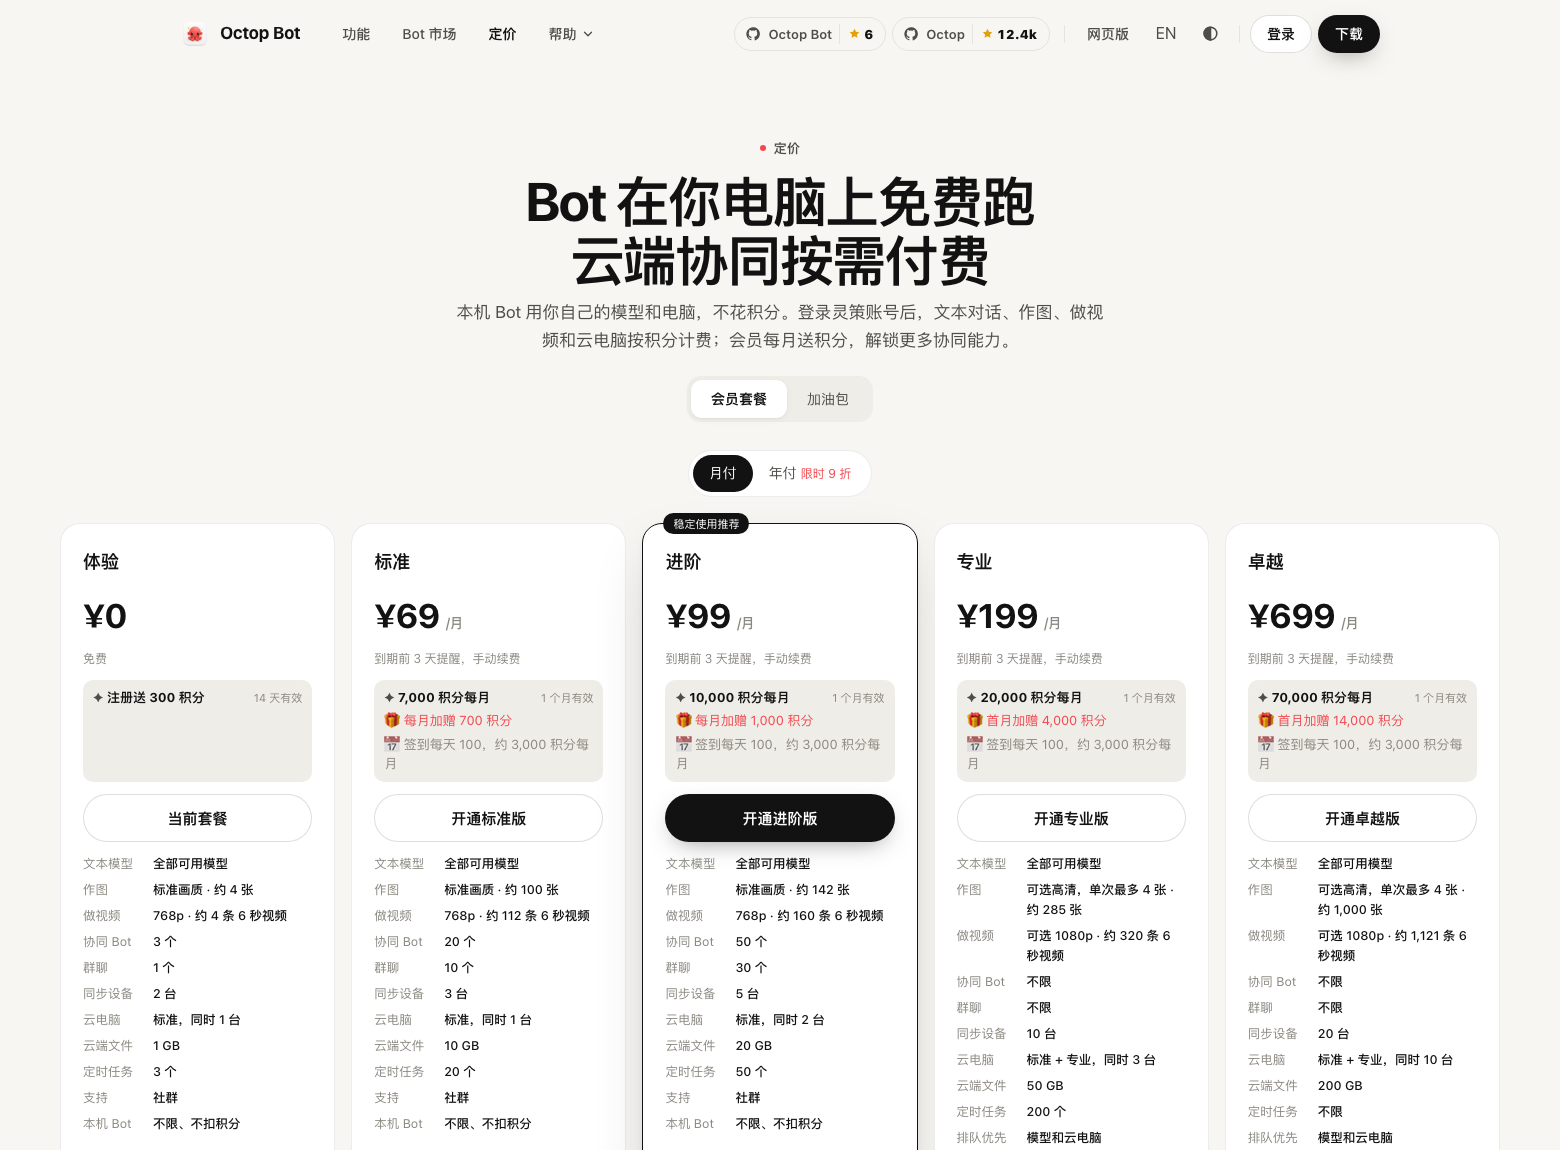 Octop Bot
功能
Bot 市场
定价
帮助
Octop Bot ★ 6
Octop ★ 12.4k
网页版
EN
登录
下载
定价
Bot 在你电脑上免费跑
云端协同按需付费
本机 Bot 用你自己的模型和电脑，不花积分。登录灵策账号后，文本对话、作图、做视
频和云电脑按积分计费；会员每月送积分，解锁更多协同能力。
会员套餐
加油包
月付
年付 限时 9 折
体验
¥0
免费
✦ 注册送 300 积分 14 天有效
当前套餐
文本模型 全部可用模型
作图 标准画质 · 约 4 张
做视频 768p · 约 4 条 6 秒视频
协同 Bot 3 个
群聊 1 个
同步设备 2 台
云电脑 标准，同时 1 台
云端文件 1 GB
定时任务 3 个
支持 社群
本机 Bot 不限、不扣积分
标准
¥69 /月
到期前 3 天提醒，手动续费
✦ 7,000 积分每月 1 个月有效
🎁 每月加赠 700 积分
📅 签到每天 100，约 3,000 积分每
月
开通标准版
文本模型 全部可用模型
作图 标准画质 · 约 100 张
做视频 768p · 约 112 条 6 秒视频
协同 Bot 20 个
群聊 10 个
同步设备 3 台
云电脑 标准，同时 1 台
云端文件 10 GB
定时任务 20 个
支持 社群
本机 Bot 不限、不扣积分
稳定使用推荐
进阶
¥99 /月
到期前 3 天提醒，手动续费
✦ 10,000 积分每月 1 个月有效
🎁 每月加赠 1,000 积分
📅 签到每天 100，约 3,000 积分每
月
开通进阶版
文本模型 全部可用模型
作图 标准画质 · 约 142 张
做视频 768p · 约 160 条 6 秒视频
协同 Bot 50 个
群聊 30 个
同步设备 5 台
云电脑 标准，同时 2 台
云端文件 20 GB
定时任务 50 个
支持 社群
本机 Bot 不限、不扣积分
专业
¥199 /月
到期前 3 天提醒，手动续费
✦ 20,000 积分每月 1 个月有效
🎁 首月加赠 4,000 积分
📅 签到每天 100，约 3,000 积分每
月
开通专业版
文本模型 全部可用模型
作图 可选高清，单次最多 4 张 ·
约 285 张
做视频 可选 1080p · 约 320 条 6
秒视频
协同 Bot 不限
群聊 不限
同步设备 10 台
云电脑 标准 + 专业，同时 3 台
云端文件 50 GB
定时任务 200 个
排队优先 模型和云电脑
卓越
¥699 /月
到期前 3 天提醒，手动续费
✦ 70,000 积分每月 1 个月有效
🎁 首月加赠 14,000 积分
📅 签到每天 100，约 3,000 积分每
月
开通卓越版
文本模型 全部可用模型
作图 可选高清，单次最多 4 张 ·
约 1,000 张
做视频 可选 1080p · 约 1,121 条 6
秒视频
协同 Bot 不限
群聊 不限
同步设备 20 台
云电脑 标准 + 专业，同时 10 台
云端文件 200 GB
定时任务 不限
排队优先 模型和云电脑